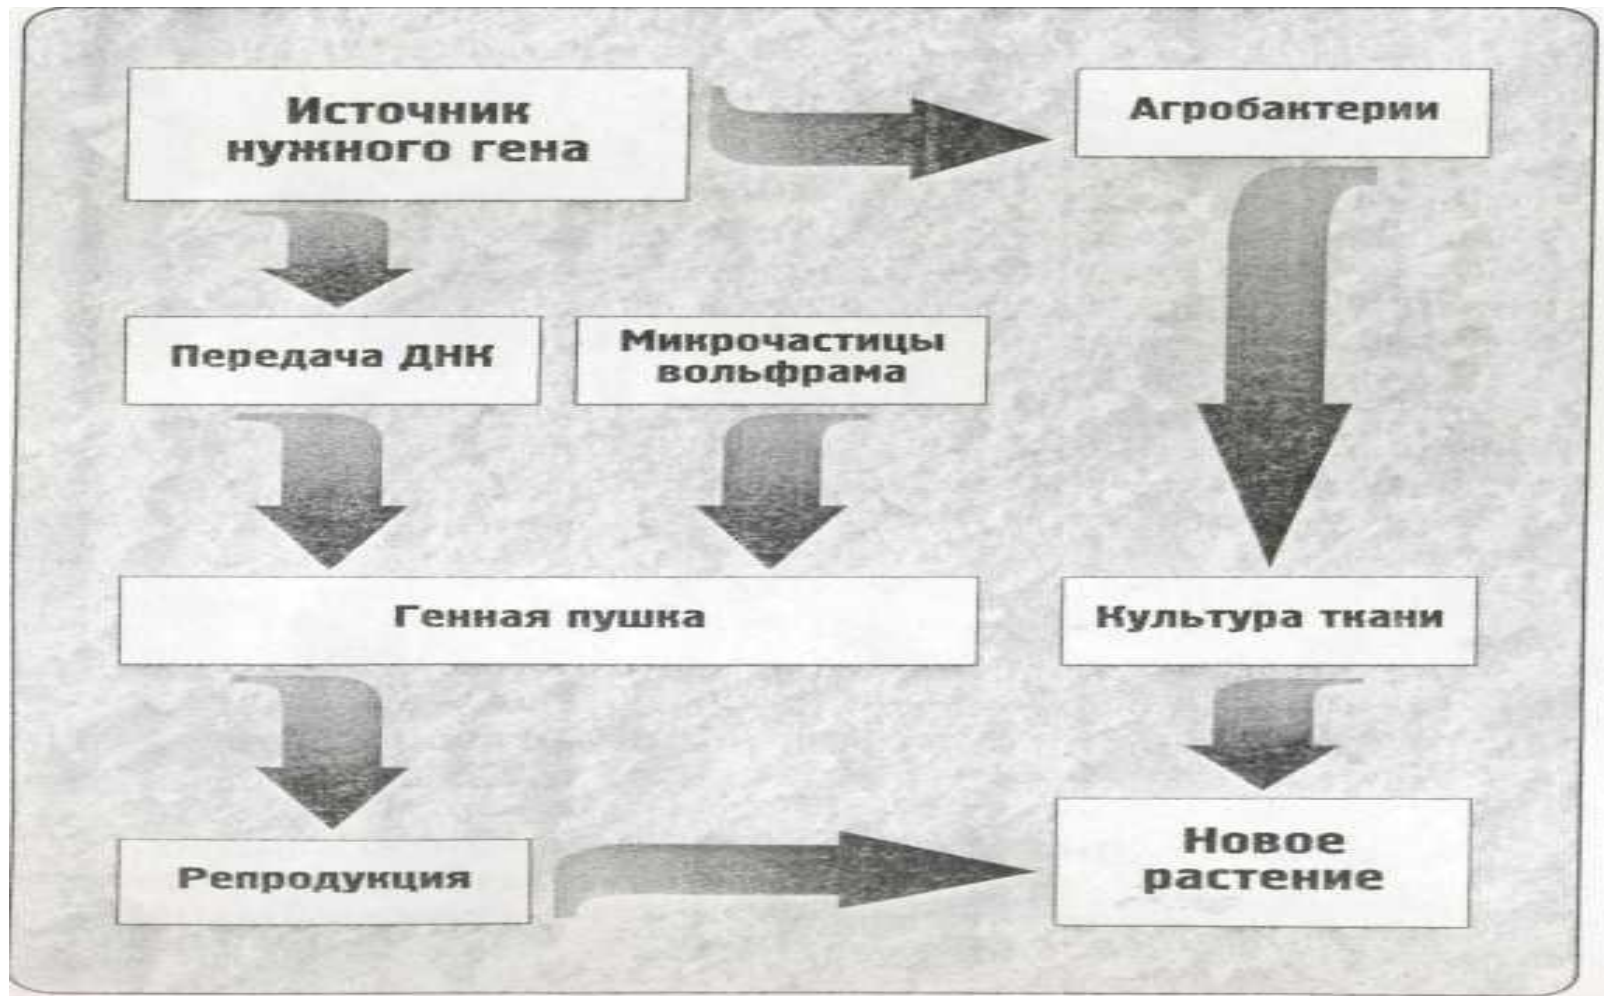 Источник
нужного гена
Агробактерии
Передача ДНК
Микрочастицы
вольфрама
Генная пушка
Культура ткани
Репродукция
Новое
растение